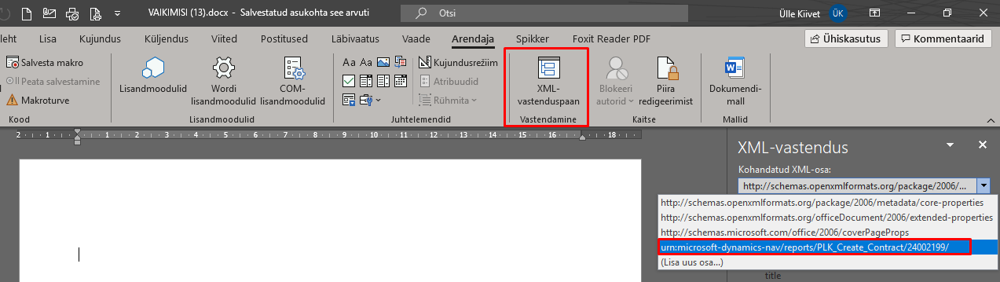 VAIKIMISI (13).docx - Salvestatud asukohta see arvuti
Otsi
Ülle Kiivet
ÜK
leht Lisa Kujundus Küljendus Viited Postitused Läbivaatus Vaade Arendaja Spikker Foxit Reader PDF
Ühiskasutus
Kommentaarid
Salvesta makro
Peata salvestamine
Makroturve
Kood
Lisandmoodulid
Wordi
lisandmoodulid
COM-
lisandmoodulid
Lisandmoodulid
Aa Aa
Kujundusrežiim
Atribuudid
Rühmita
Juhtelemendid
XML-
vastenduspaan
Vastendamine
Blokeeri
autorid
Piira
redigeerimist
Kaitse
Dokumendi-
mall
Mallid
2 1 1 2 3 4 5 6 7 8 9 10 11 12 13 14 15 16 18
XML-vastendus
Kohandatud XML-osa:
http://schemas.openxmlformats.org/package/2006/...
http://schemas.openxmlformats.org/package/2006/metadata/core-properties
http://schemas.openxmlformats.org/officeDocument/2006/extended-properties
http://schemas.microsoft.com/office/2006/coverPageProps
urn:microsoft-dynamics-nav/reports/PLK_Create_Contract/24002199/
(Lisa uus osa...)
title